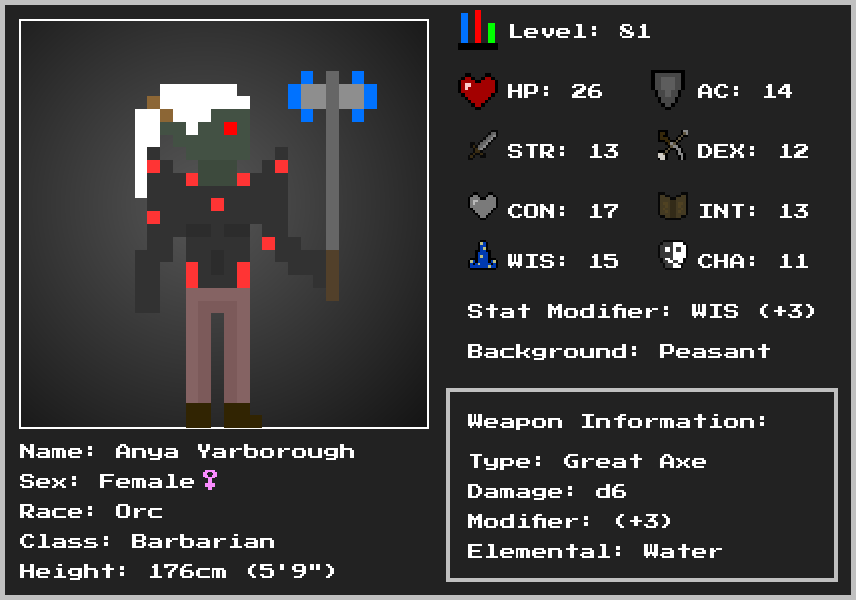 Level: 81
HP: 26
AC: 14
STR: 13
DEX: 12
CON: 17
INT: 13
WIS: 15
CHA: 11
Stat Modifier: WIS (+3)
Background: Peasant
Weapon Information:
Type: Great Axe
Damage: d6
Modifier: (+3)
Elemental: Water
Name: Anya Yarborough
Sex: Female♀
Race: Orc
Class: Barbarian
Height: 176cm (5'9")